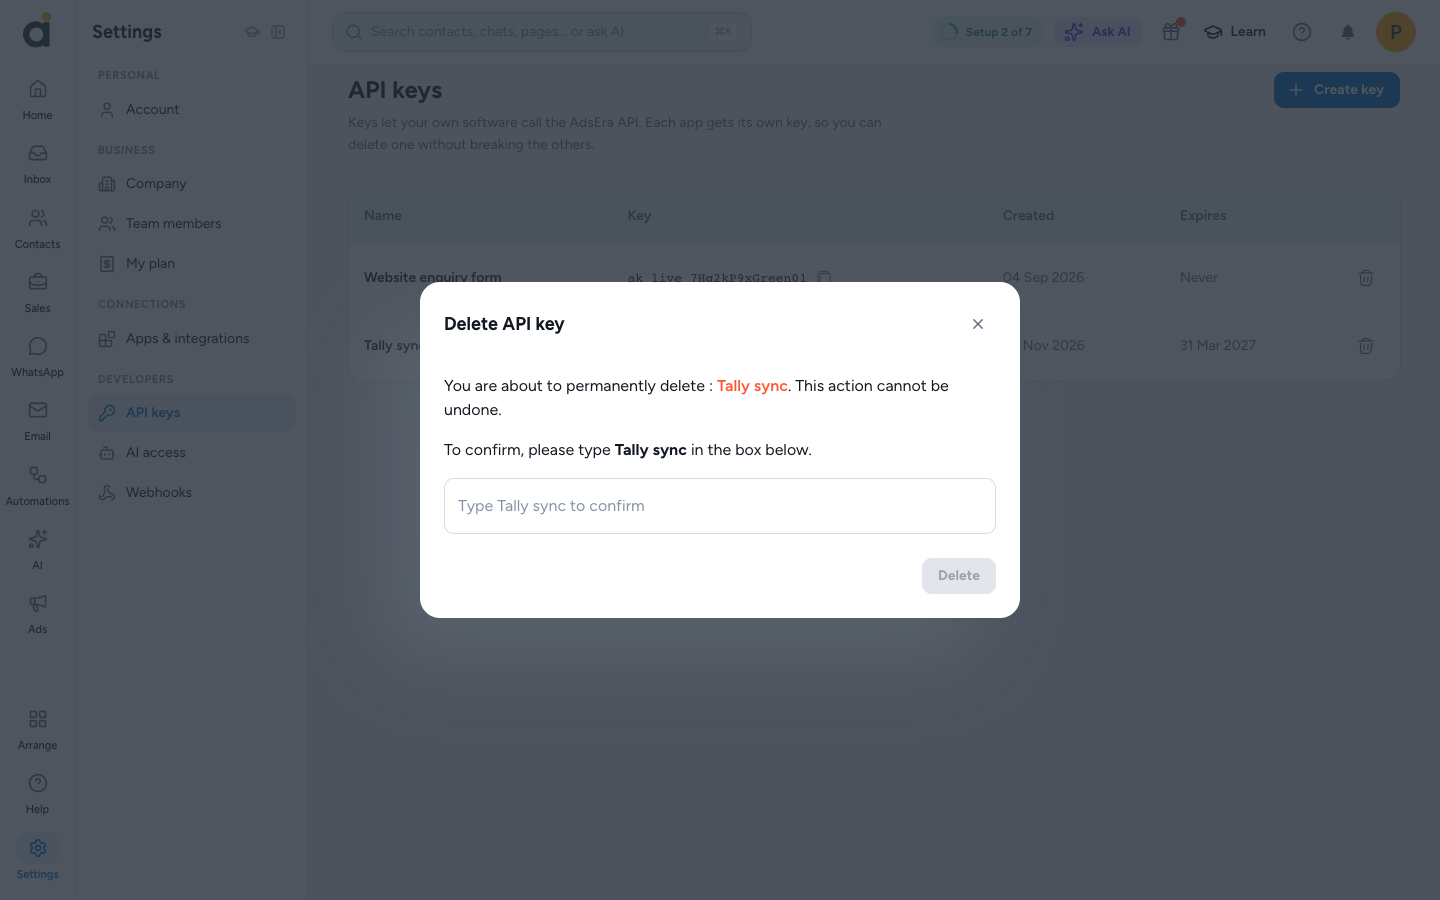 Settings
Search contacts, chats, pages... or ask AI
⌘K
Setup 2 of 7
Ask AI
Learn
P
Home
Inbox
Contacts
Sales
WhatsApp
Email
Automations
AI
Ads
Arrange
Help
Settings
PERSONAL
Account
BUSINESS
Company
Team members
My plan
CONNECTIONS
Apps & integrations
DEVELOPERS
API keys
AI access
Webhooks
API keys
Create key
Keys let your own software call the AdsEra API. Each app gets its own key, so you can
delete one without breaking the others.
Name Key Created Expires
Website enquiry form 04 Sep 2026 Never
Tally Nov 2026 31 Mar 2027
Delete API key
You are about to permanently delete : Tally sync. This action cannot be
undone.
To confirm, please type Tally sync in the box below.
Type Tally sync to confirm
Delete